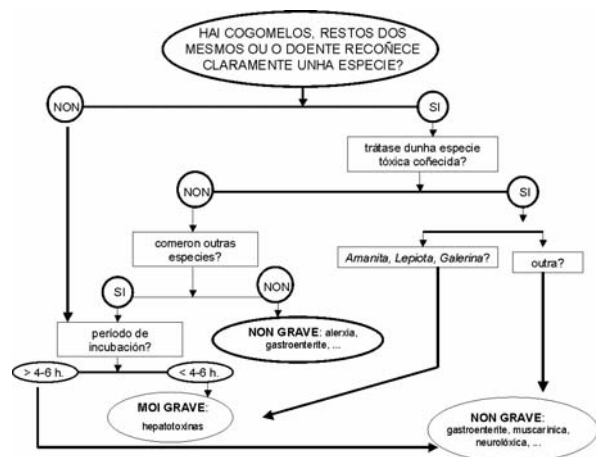 HAI COGOMELOS, RESTOS DOS
MESMOS OU O DOENTE RECOÑECE
CLARAMENTE UNHA ESPECIE?
NON
SI
trátase dunha especie
tóxica coñecida?
NON
SI
comeron outras
especies?
Amanita, Lepiota, Galerina?
outra?
SI
NON
período de
incubación?
NON GRAVE: alerxia,
gastroenterite, ...
> 4-6 h.
< 4-6 h.
MOI GRAVE:
hepatotoxinas
NON GRAVE:
gastroenterite, muscarínica,
neurolóxica, ...